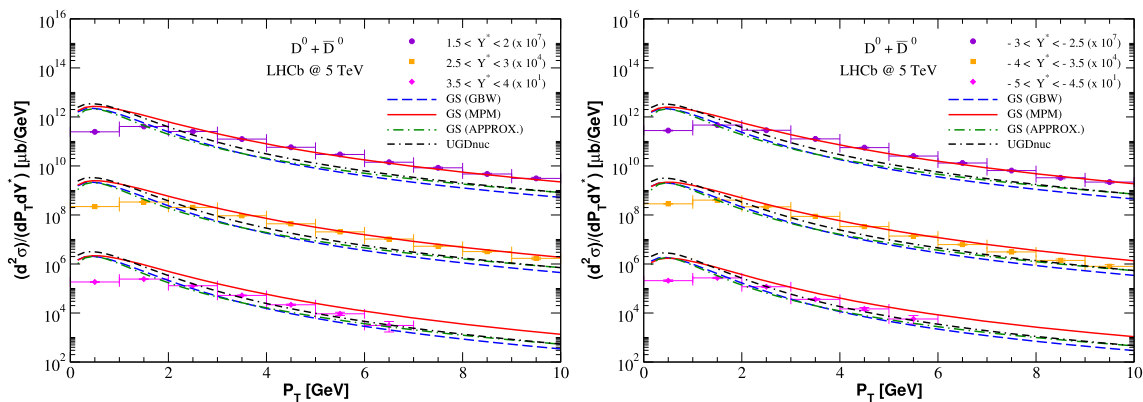 10^16
10^14
10^12
10^10
10^8
10^6
10^4
10^2
(d^2σ)/(dP_T dY^*) [μb/GeV]
D^0 + D̅^0
LHCb @ 5 TeV
1.5 < Y* < 2 (x 10^7)
2.5 < Y* < 3 (x 10^4)
3.5 < Y* < 4 (x 10^1)
GS (GBW)
GS (MPM)
GS (APPROX.)
UGDnuc
0 2 4 6 8 10
P_T [GeV]
10^16
10^14
10^12
10^10
10^8
10^6
10^4
10^2
(d^2σ)/(dP_T dY^*) [μb/GeV]
D^0 + D̅^0
LHCb @ 5 TeV
- 3 < Y* < - 2.5 (x 10^7)
- 4 < Y* < - 3.5 (x 10^4)
- 5 < Y* < - 4.5 (x 10^1)
GS (GBW)
GS (MPM)
GS (APPROX.)
UGDnuc
0 2 4 6 8 10
P_T [GeV]